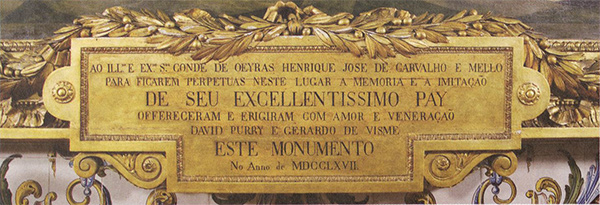 AO ILL.mo E EX.mo S.or CONDE DE OEYRAS HENRIQUE JOSE DE CARVALHO E MELLO
PARA FICAREM PERPETUAS NESTE LUGAR A MEMORIA E A IMITAÇÃO
DE SEU EXCELLENTISSIMO PAY
OFFERECERAM E ERIGIRAM COM AMOR E VENERAÇÃO
DAVID PURRY E GERARDO DE VISME
ESTE MONUMENTO
No Anno de MDCCLXVII.